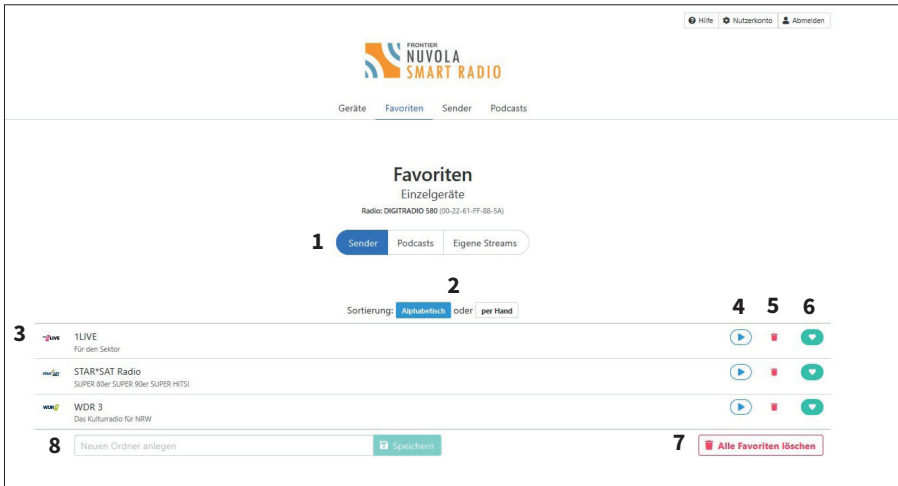 Hilfe Nutzerkonto Abmelden
FRONTIER
NUVOLA
SMART RADIO
Geräte Favoriten Sender Podcasts
Favoriten
Einzelgeräte
Radio: DIGITRADIO 580 (00-22-61-FF-88-5A)
1 Sender Podcasts Eigene Streams
2
Sortierung: Alphabetisch oder per Hand
4 5 6
3 1LIVE 1LIVE
Für den Sektor
STAR*SAT Radio
SUPER 80er SUPER 90er SUPER HITS!
WDR 3 WDR 3
Das Kulturradio für NRW
8 Neuen Ordner anlegen Speichern 7 Alle Favoriten löschen